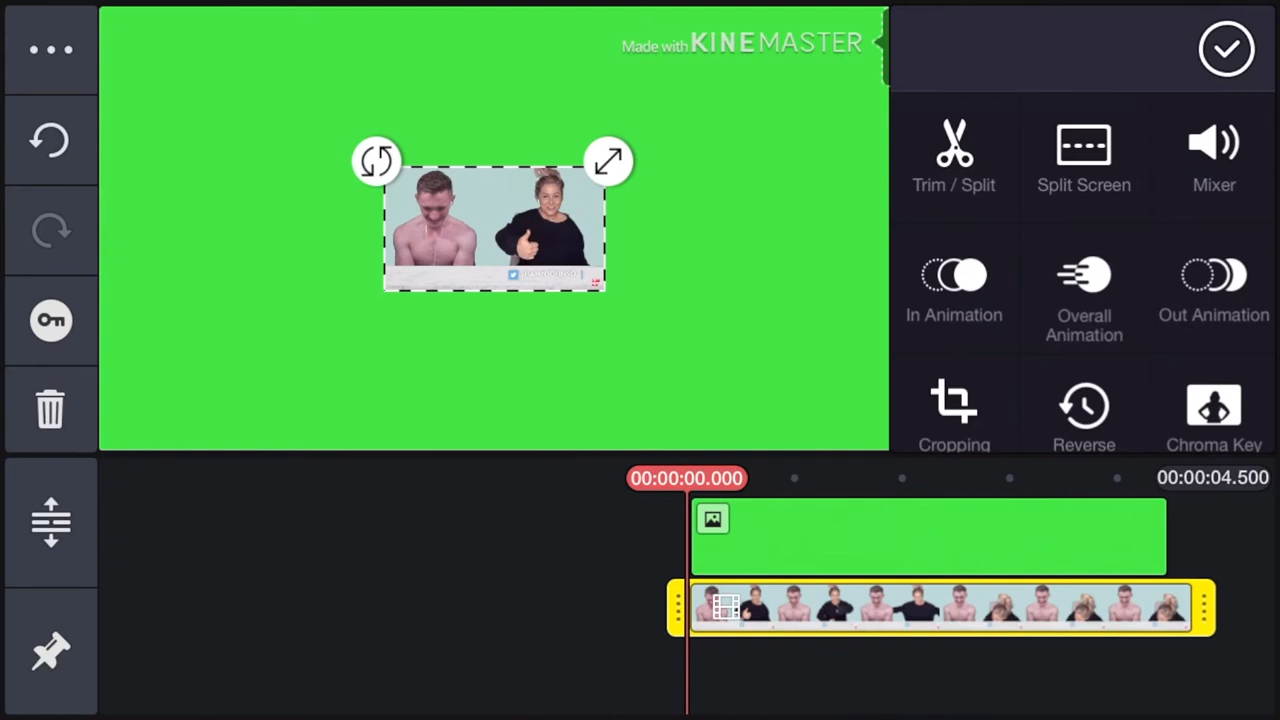 Made with KINEMASTER
Trim / Split
Split Screen
Mixer
In Animation
Overall
Animation
Out Animation
Cropping
Reverse
Chroma Key
00:00:00.000
00:00:04.500